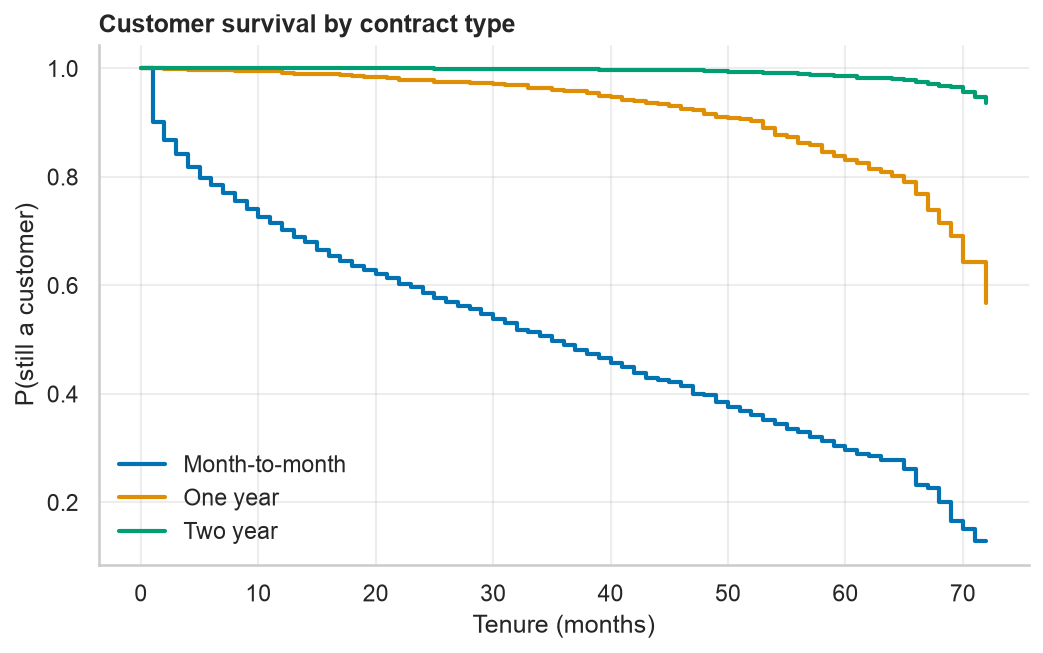 Customer survival by contract type
1.0
0.8
0.6
0.4
0.2
P(still a customer)
Month-to-month
One year
Two year
0 10 20 30 40 50 60 70
Tenure (months)